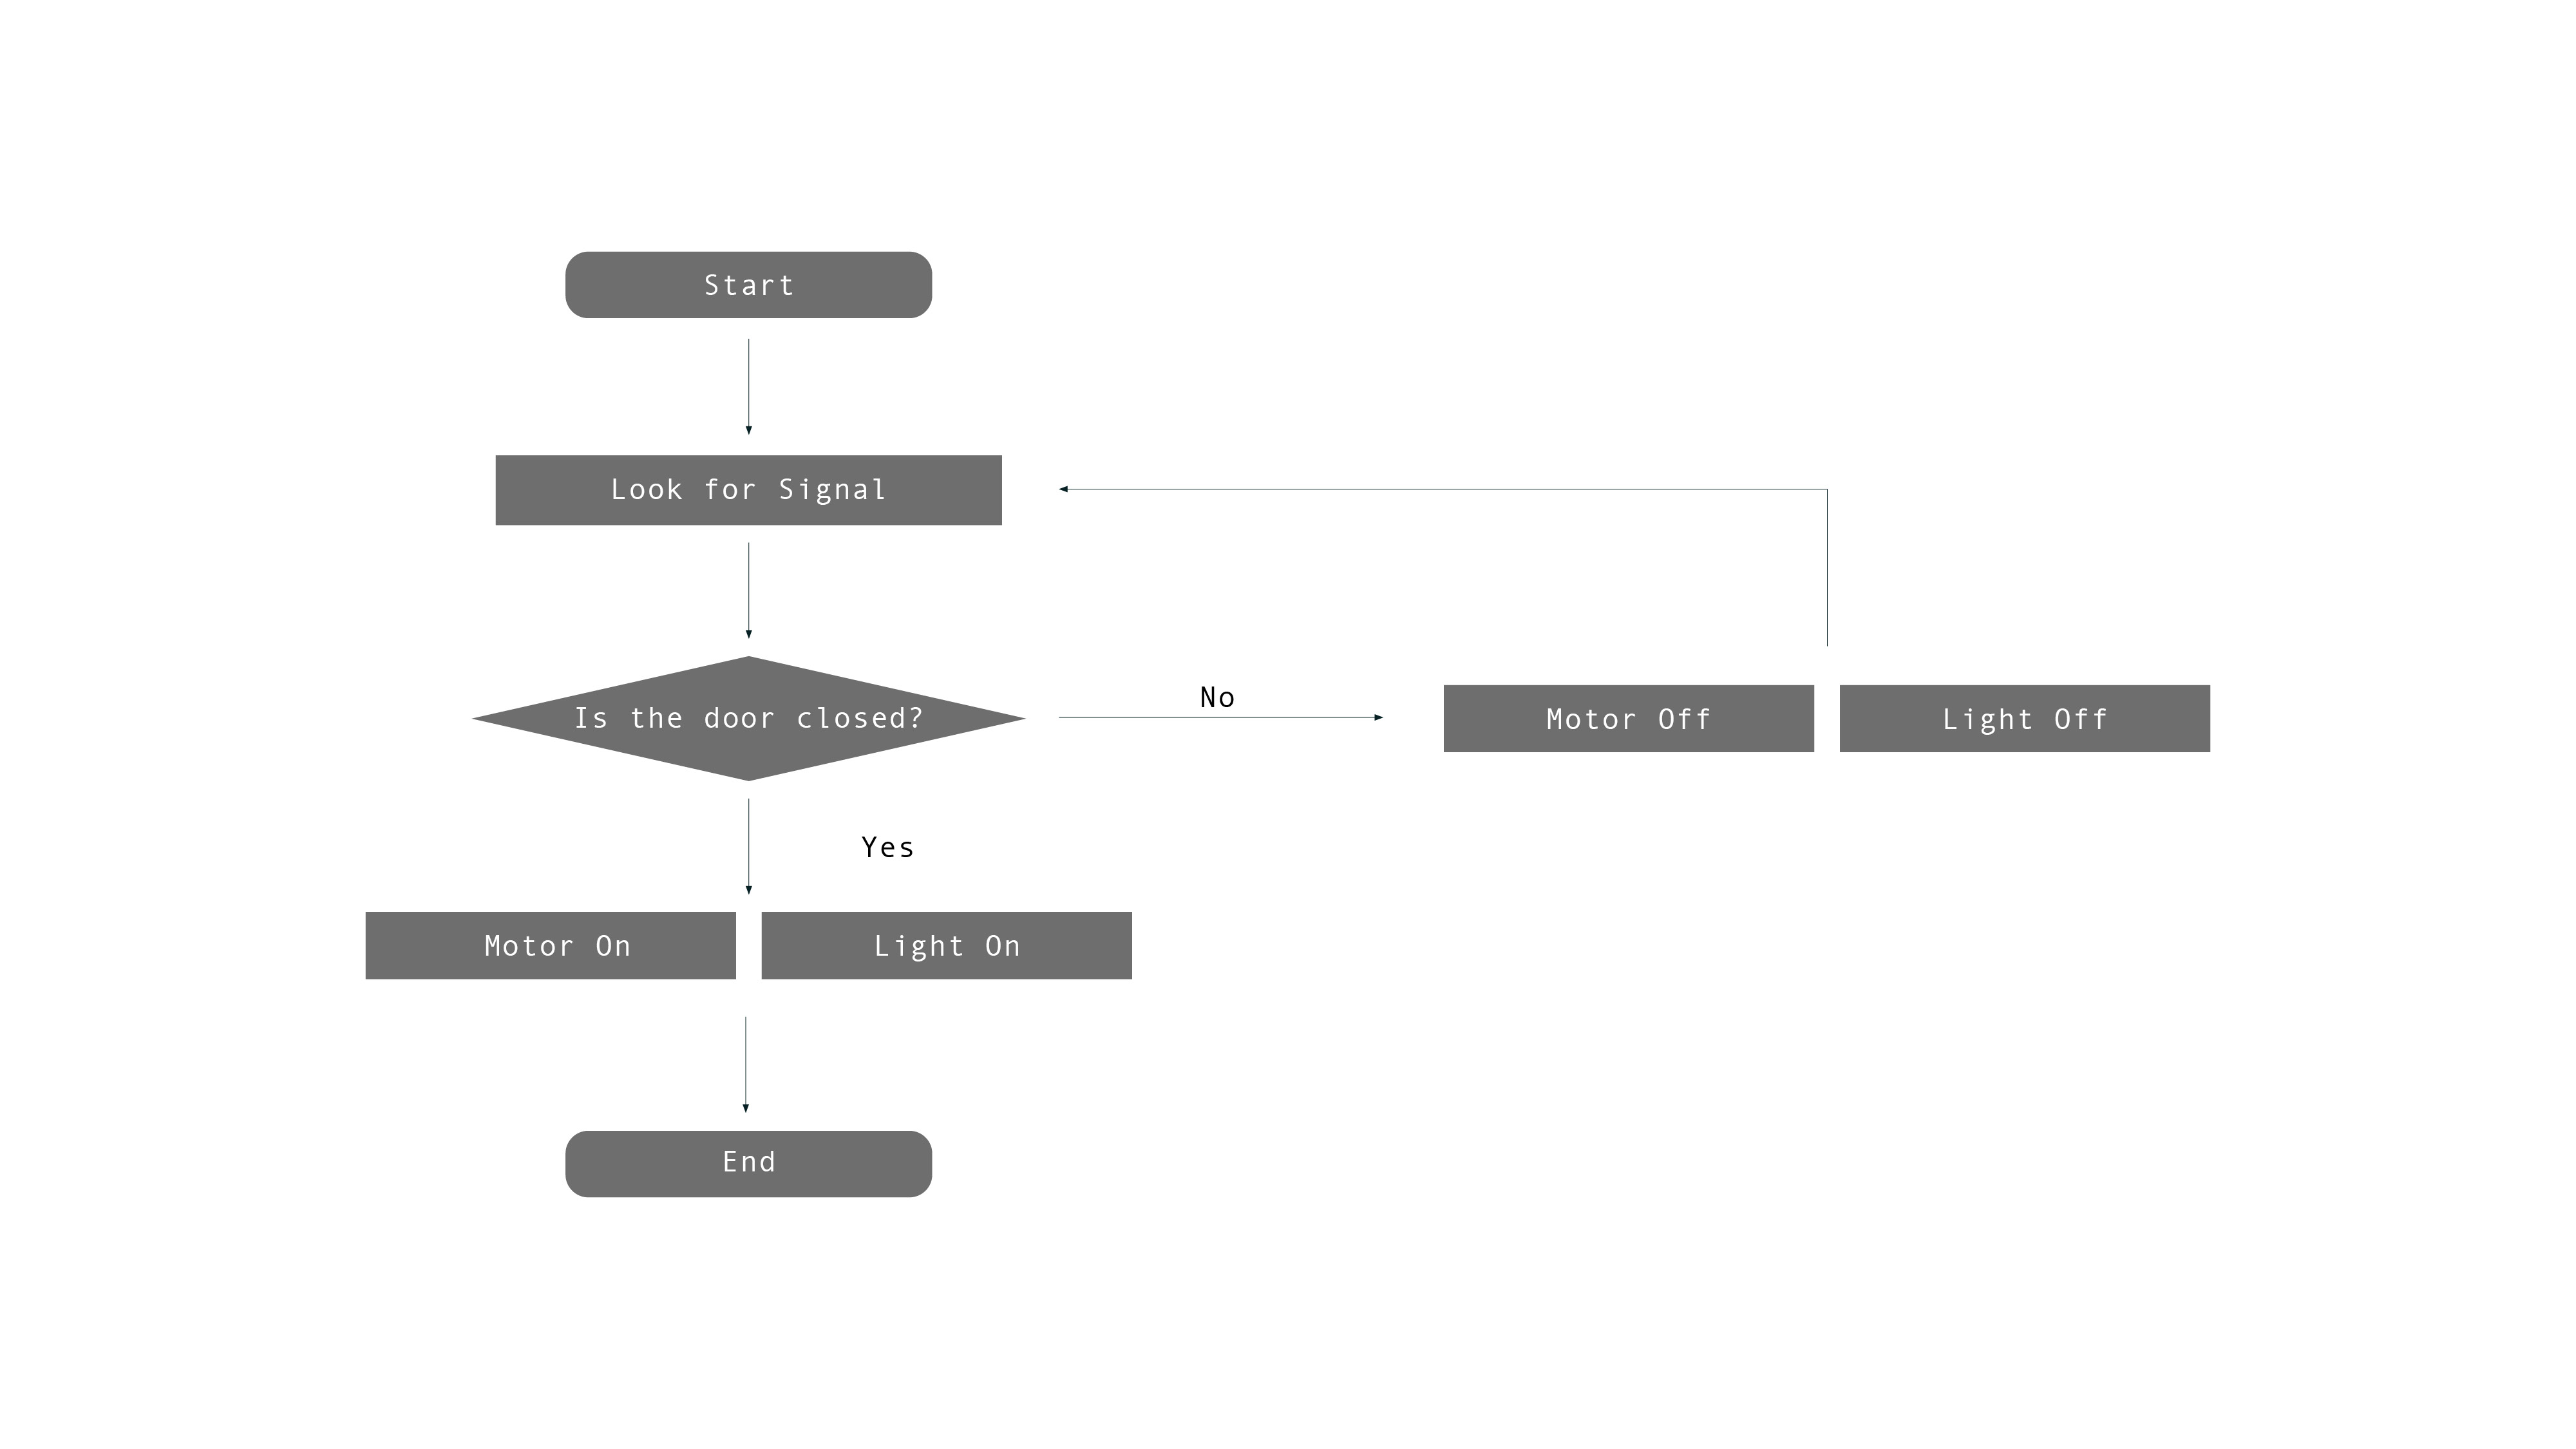 Start
Look for Signal
Is the door closed?
No
Motor Off
Light Off
Yes
Motor On
Light On
End